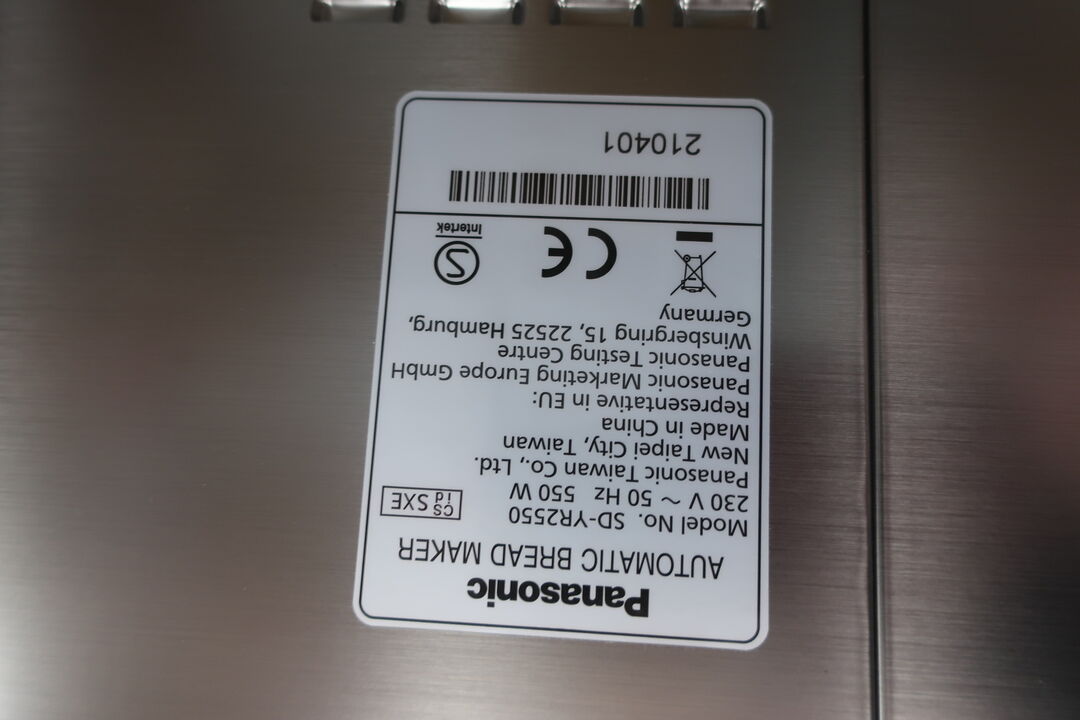 Panasonic
AUTOMATIC BREAD MAKER
Model No. SD-YR2550
230 V ~ 50 Hz 550 W
CS SXE
Panasonic Taiwan Co., Ltd.
New Taipei City, Taiwan
Made in China
Representative in EU:
Panasonic Marketing Europe GmbH
Panasonic Testing Centre
Winsbergring 15, 22525 Hamburg,
Germany
CE
S
Intertek
210401